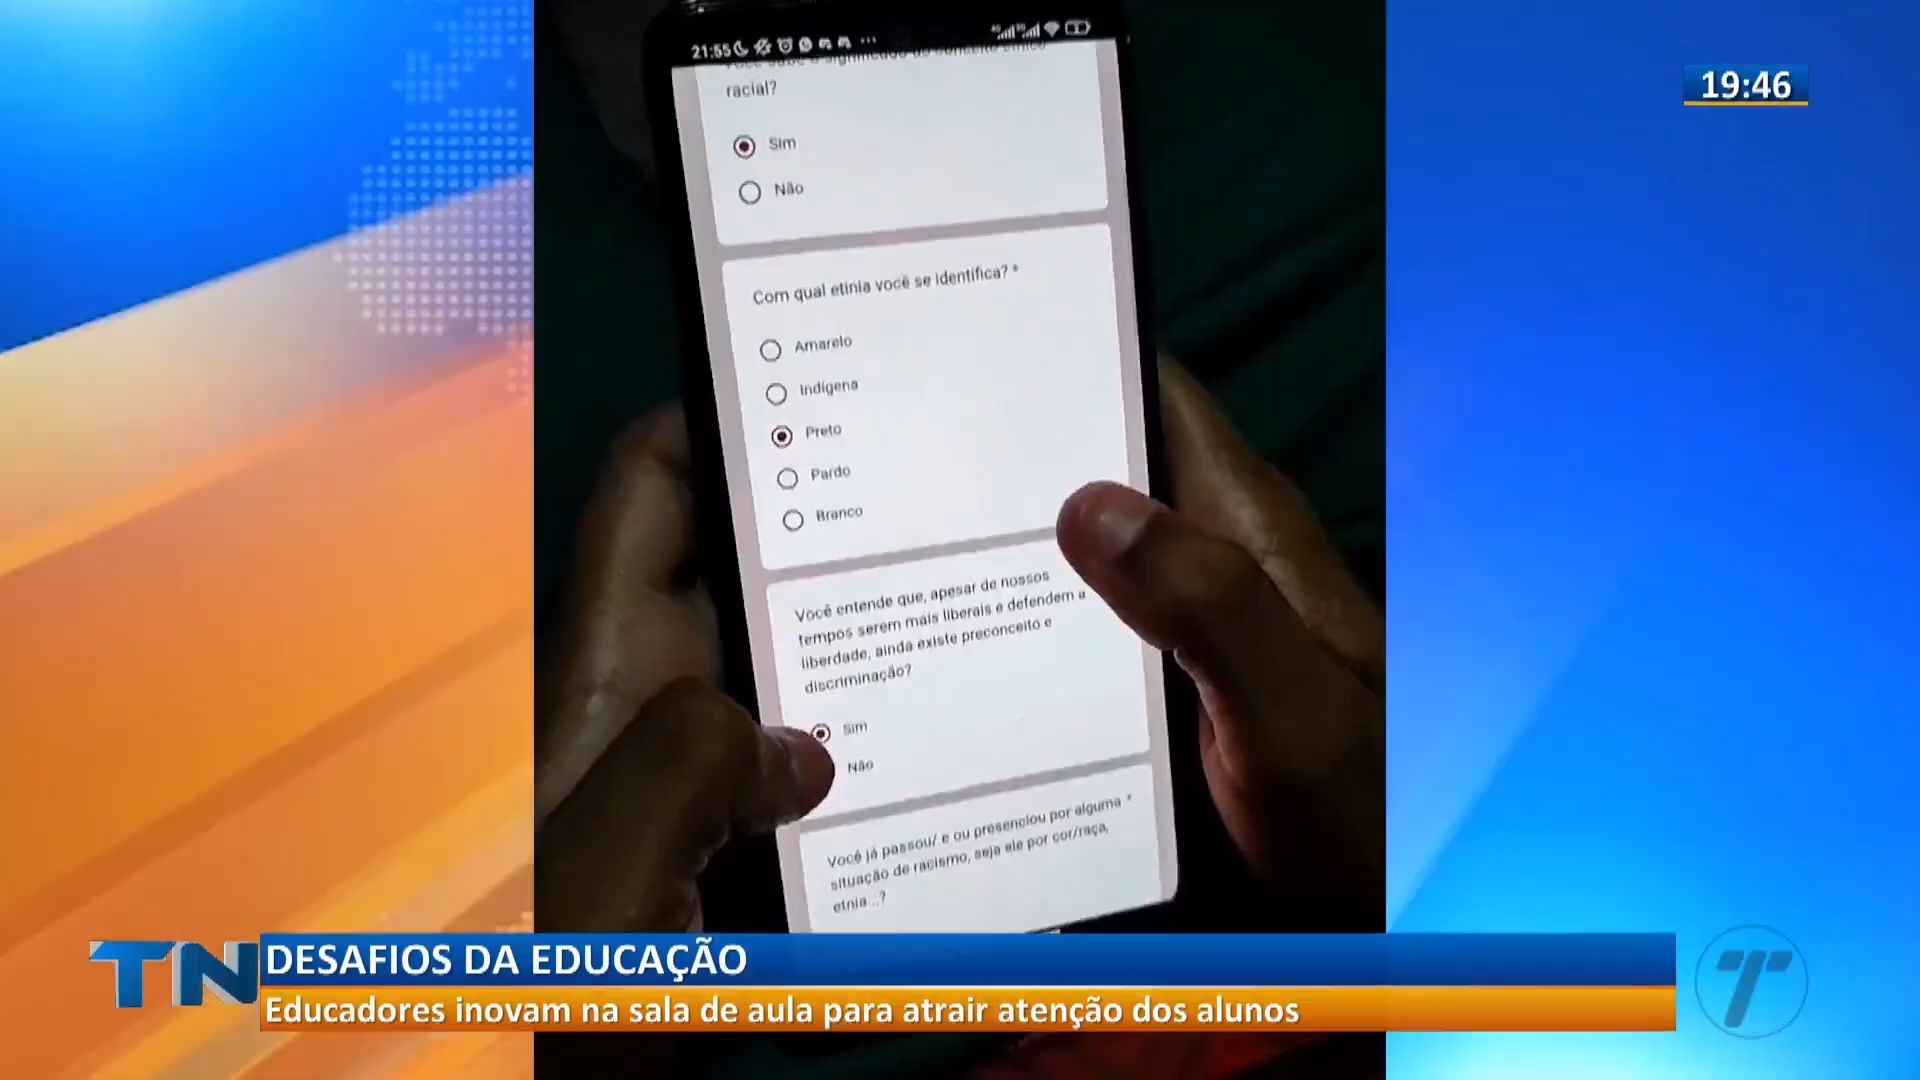 21:55
19:46
racial?
Sim
Não
Com qual etinia você se identifica? *
Amarelo
Indígena
Preto
Pardo
Branco
Você entende que, apesar de nossos
tempos serem mais liberais e defendem a
liberdade, ainda existe preconceito e
discriminação?
Sim
Não
Você já passou/ e ou presenciou por alguma *
situação de racismo, seja ele por cor/raça,
etnia...?
TN
DESAFIOS DA EDUCAÇÃO
Educadores inovam na sala de aula para atrair atenção dos alunos
T